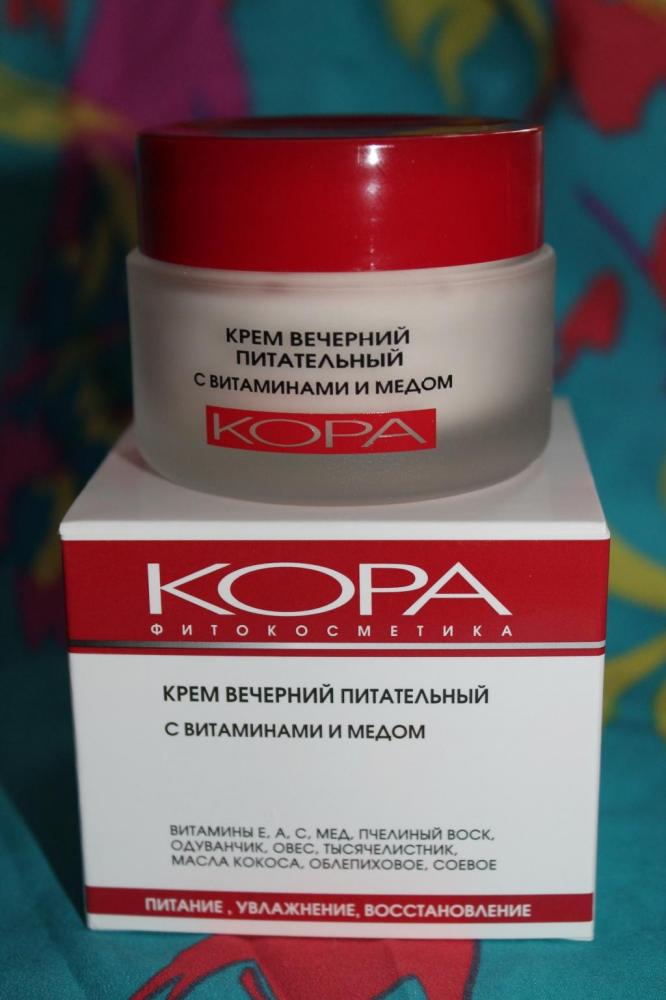 КРЕМ ВЕЧЕРНИЙ
ПИТАТЕЛЬНЫЙ
С ВИТАМИНАМИ И МЕДОМ
КОРА
КОРА
ФИТОКОСМЕТИКА
КРЕМ ВЕЧЕРНИЙ ПИТАТЕЛЬНЫЙ
С ВИТАМИНАМИ И МЕДОМ
ВИТАМИНЫ Е, А, С, МЕД, ПЧЕЛИНЫЙ ВОСК,
ОДУВАНЧИК, ОВЕС, ТЫСЯЧЕЛИСТНИК,
МАСЛА КОКОСА, ОБЛЕПИХОВОЕ, СОЕВОЕ
ПИТАНИЕ , УВЛАЖНЕНИЕ, ВОССТАНОВЛЕНИЕ